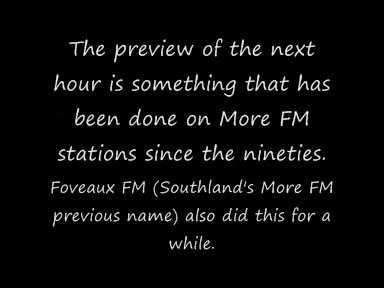 The preview of the next
hour is something that has
been done on More FM
stations since the nineties.
Foveaux FM (Southland's More FM
previous name) also did this for a
while.